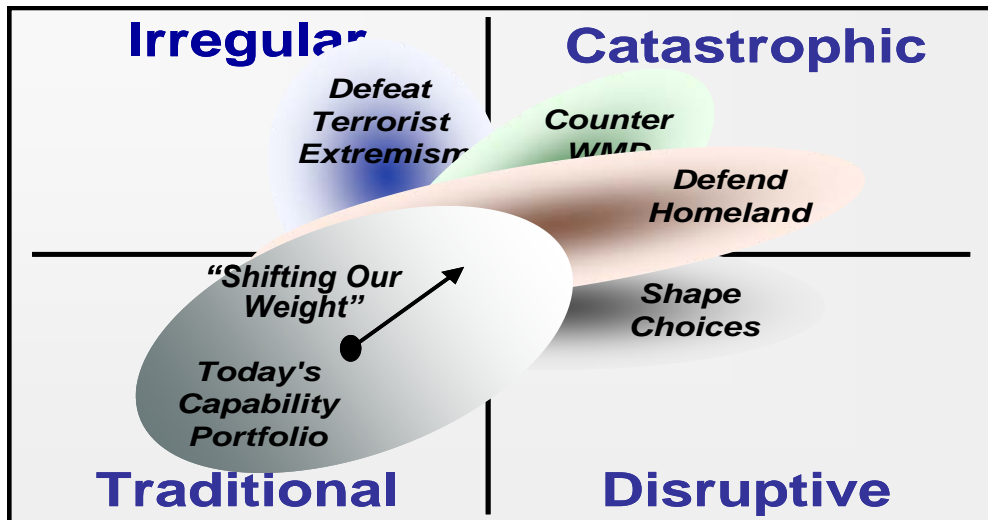 Irregular
Catastrophic
Defeat
Terrorist
Extremism
Counter
WMD
Defend
Homeland
“Shifting Our
Weight”
Shape
Choices
Today's
Capability
Portfolio
Traditional
Disruptive